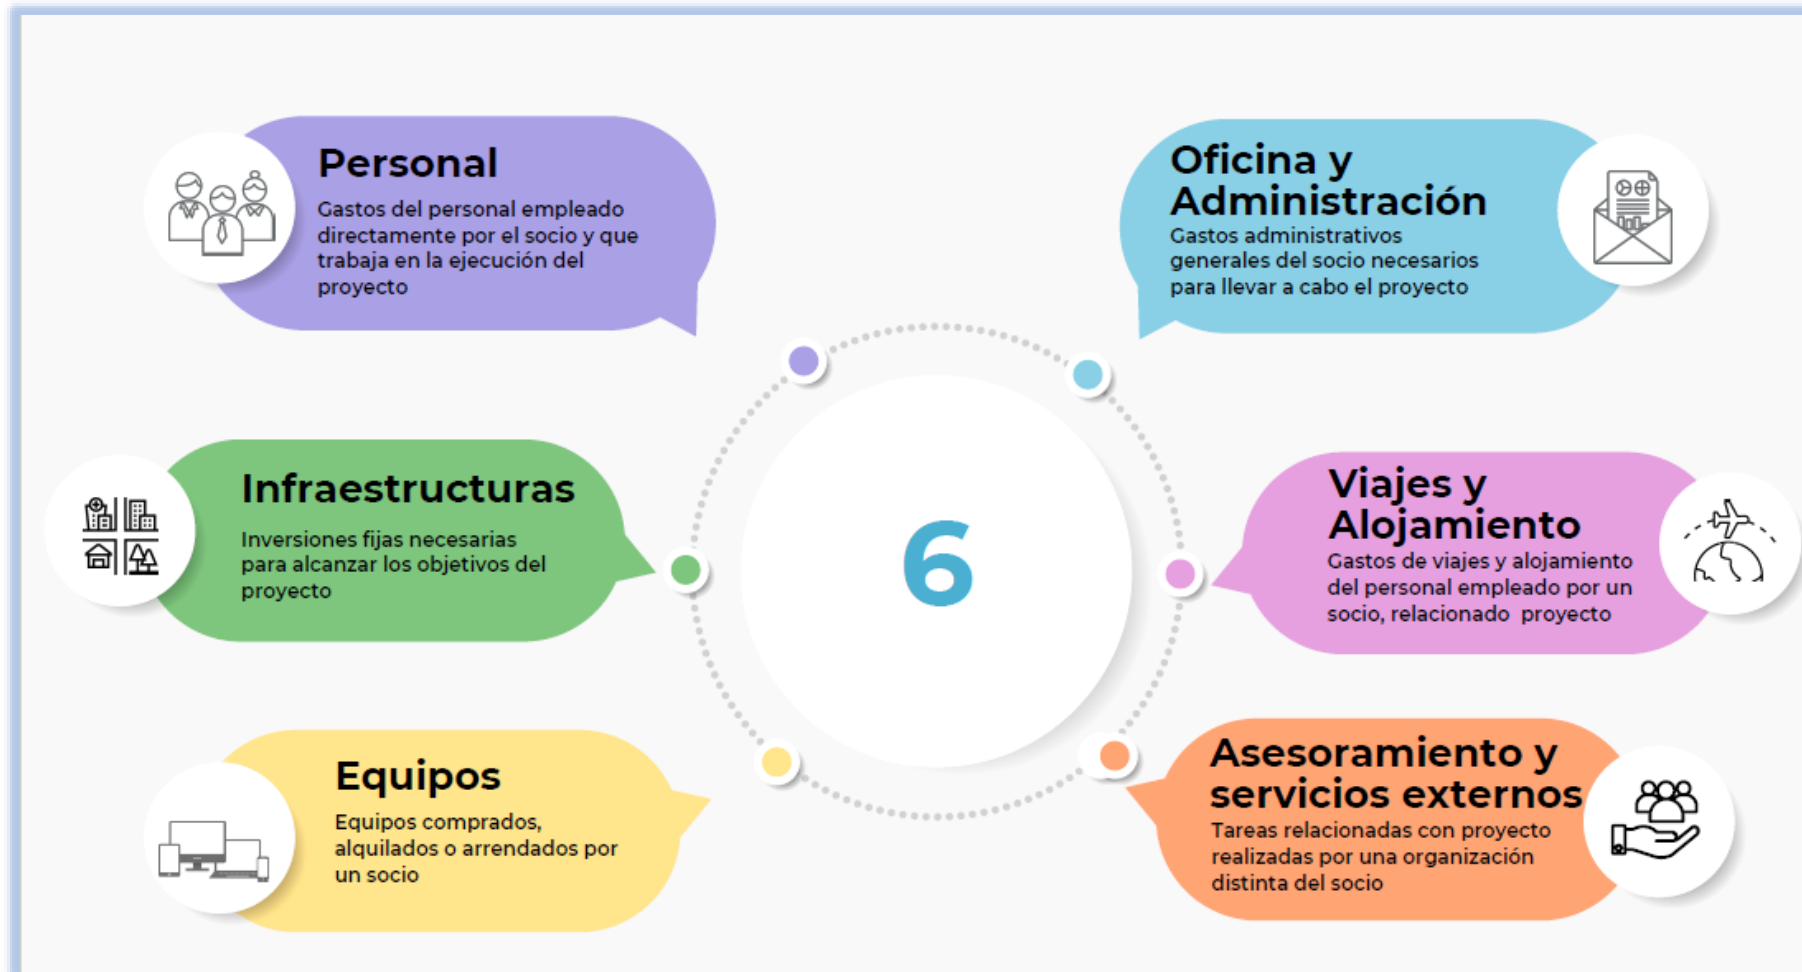 Personal
Gastos del personal empleado
directamente por el socio y que
trabaja en la ejecución del
proyecto
Oficina y
Administración
Gastos administrativos
generales del socio necesarios
para llevar a cabo el proyecto
Infraestructuras
Inversiones fijas necesarias
para alcanzar los objetivos del
proyecto
6
Viajes y
Alojamiento
Gastos de viajes y alojamiento
del personal empleado por un
socio, relacionado  proyecto
Equipos
Equipos comprados,
alquilados o arrendados por
un socio
Asesoramiento y
servicios externos
Tareas relacionadas con proyecto
realizadas por una organización
distinta del socio